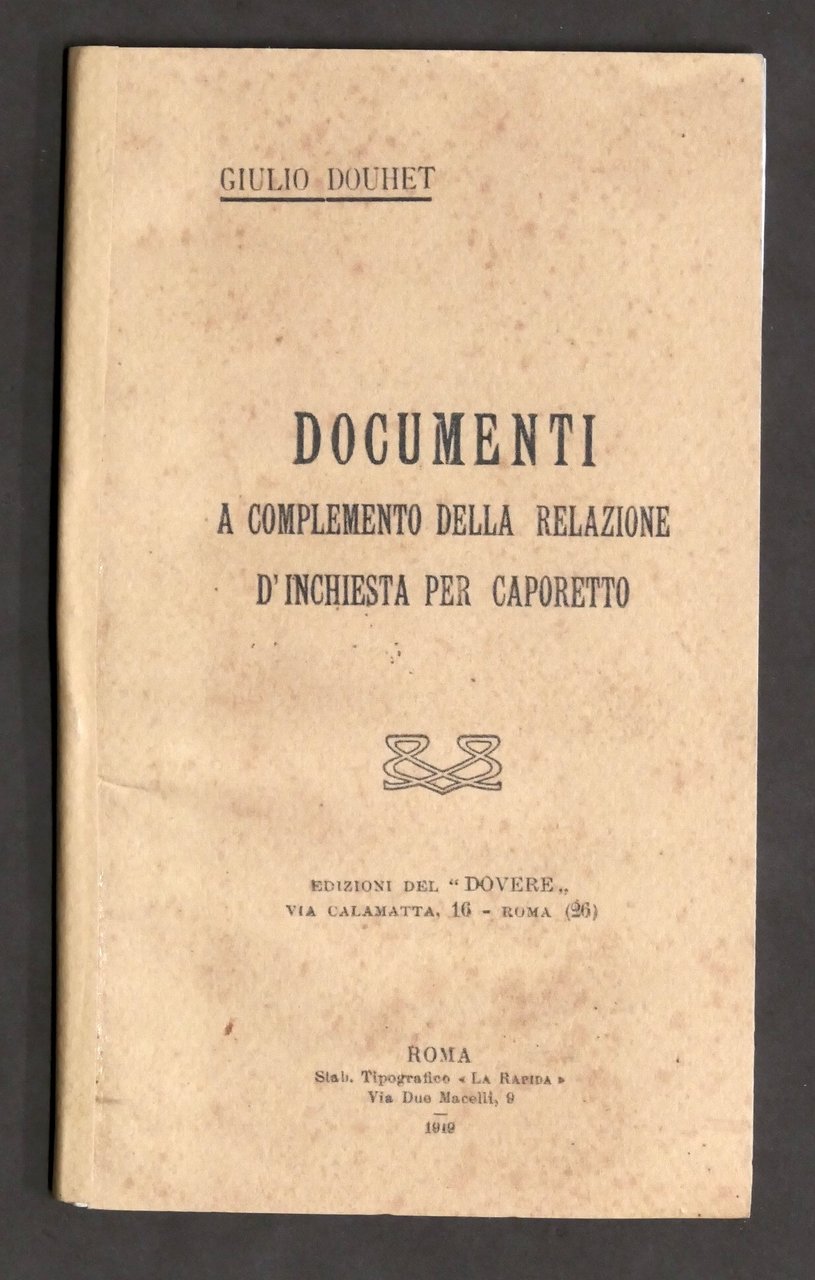 GIULIO DOUHET
DOCUMENTI
A COMPLEMENTO DELLA RELAZIONE
D'INCHIESTA PER CAPORETTO
EDIZIONI DEL “ DOVERE „
VIA CALAMATTA, 16 - ROMA (26)
ROMA
Stab. Tipografico « LA RAPIDA »
Via Due Macelli, 9
1919